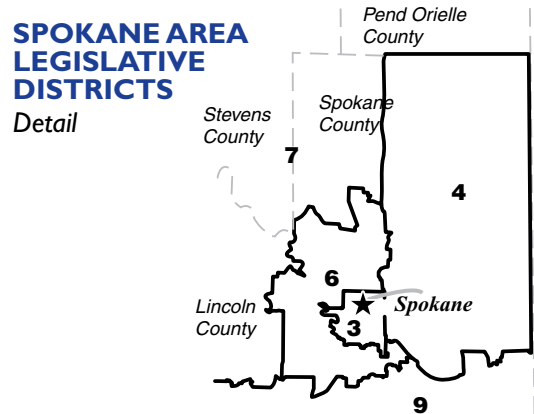 SPOKANE AREA
LEGISLATIVE
DISTRICTS
Detail
Pend Orielle
County
Stevens
County
Spokane
County
7
4
6
Lincoln
County
Spokane
3
9